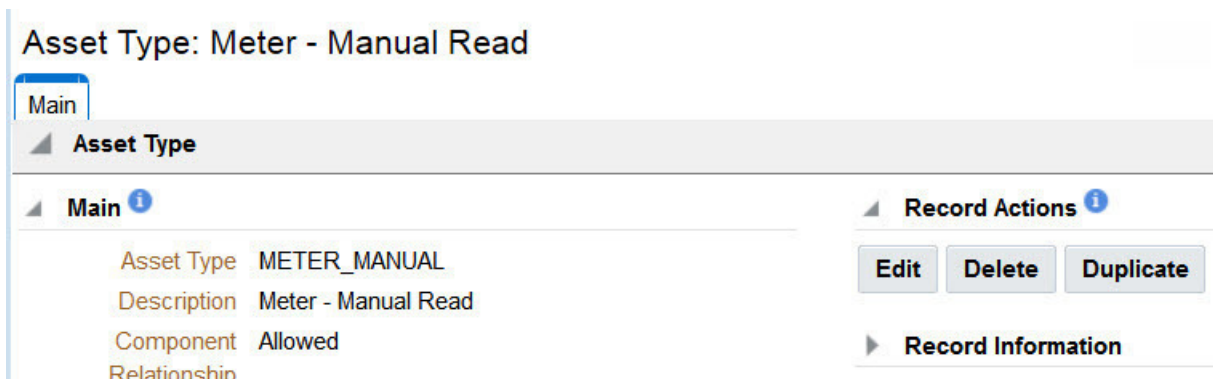 Asset Type: Meter - Manual Read
Main
Asset Type
Main
Record Actions
Asset Type METER_MANUAL
Edit Delete Duplicate
Description Meter - Manual Read
Component Allowed
Relationship
Record Information